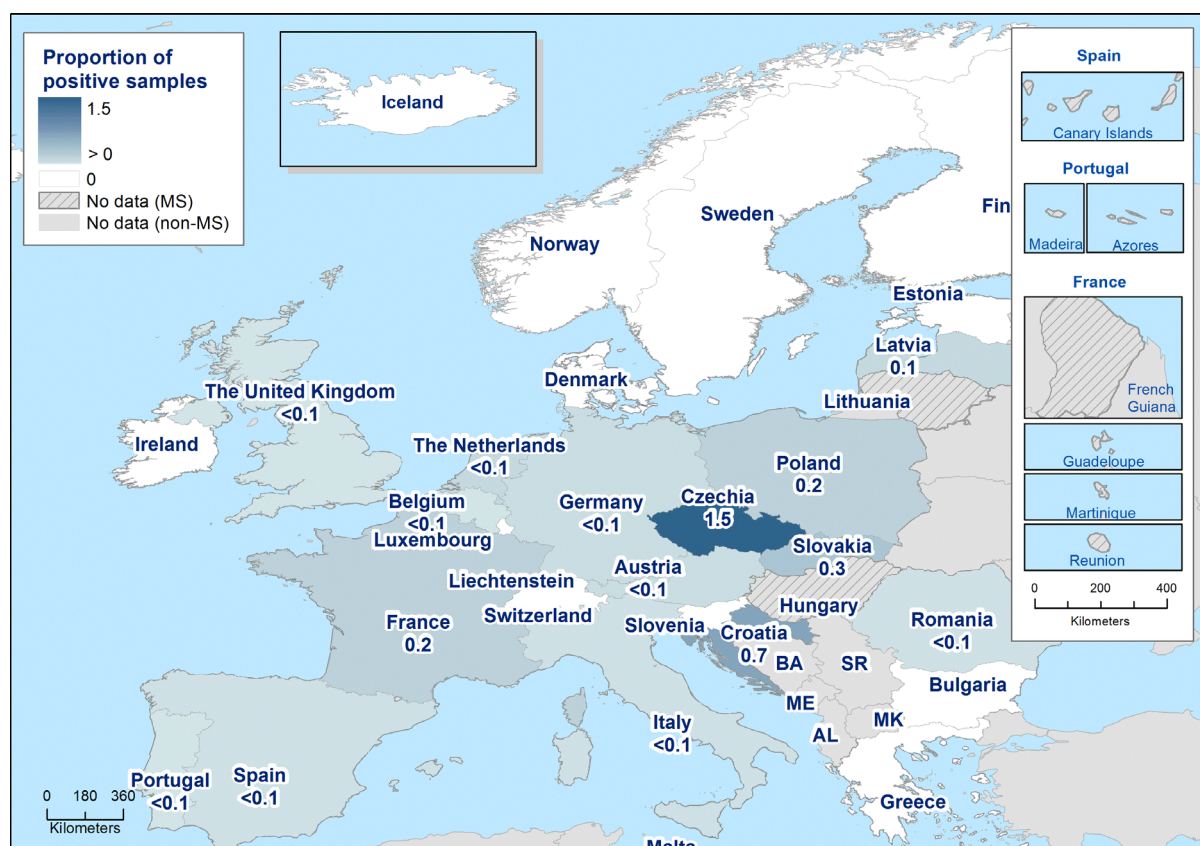 Proportion of
positive samples
1.5
> 0
0
No data (MS)
No data (non-MS)
Iceland
Spain
Canary Islands
Portugal
Madeira
Azores
France
French
Guiana
Guadeloupe
Martinique
Reunion
0 200 400
Kilometers
Norway
Sweden
Fin
Estonia
Latvia
0.1
Lithuania
Denmark
The United Kingdom
<0.1
Ireland
The Netherlands
<0.1
Belgium
<0.1
Luxembourg
Germany
<0.1
Poland
0.2
Czechia
1.5
Slovakia
0.3
Austria
<0.1
Liechtenstein
Switzerland
France
0.2
Hungary
Slovenia
Croatia
0.7
Romania
<0.1
BA
SR
Bulgaria
ME
MK
AL
Italy
<0.1
Portugal
<0.1
Spain
<0.1
Greece
Malta
0 180 360
Kilometers